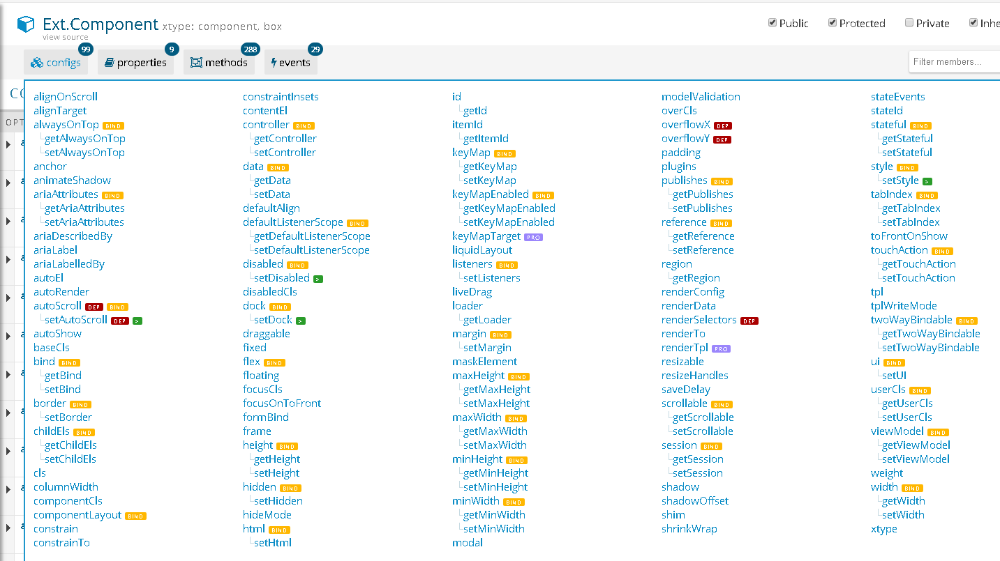 Ext.Component xtype: component, box
view source
Public Protected Private Inhe
99 9 288 29
configs properties methods events
Filter members...
CO
OPT
alignOnScroll
alignTarget
alwaysOnTop BIND
getAlwaysOnTop
setAlwaysOnTop
anchor
animateShadow
ariaAttributes BIND
getAriaAttributes
setAriaAttributes
ariaDescribedBy
ariaLabel
ariaLabelledBy
autoEl
autoRender
autoScroll DEP BIND
setAutoScroll DEP >
autoShow
baseCls
bind BIND
getBind
setBind
border BIND
setBorder
childEls BIND
getChildEls
setChildEls
cls
columnWidth
componentCls
componentLayout BIND
constrain
constrainTo
constraintInsets
contentEl
controller BIND
getController
setController
data BIND
getData
setData
defaultAlign
defaultListenerScope BIND
getDefaultListenerScope
setDefaultListenerScope
disabled BIND
setDisabled >
disabledCls
dock BIND
setDock >
draggable
fixed
flex BIND
floating
focusCls
focusOnToFront
formBind
frame
height BIND
getHeight
setHeight
hidden BIND
setHidden
hideMode
html BIND
setHtml
id
getId
itemId
getItemId
keyMap BIND
getKeyMap
setKeyMap
keyMapEnabled BIND
getKeyMapEnabled
setKeyMapEnabled
keyMapTarget PRO
liquidLayout
listeners BIND
setListeners
liveDrag
loader
getLoader
margin BIND
setMargin
maskElement
maxHeight BIND
getMaxHeight
setMaxHeight
maxWidth BIND
getMaxWidth
setMaxWidth
minHeight BIND
getMinHeight
setMinHeight
minWidth BIND
getMinWidth
setMinWidth
modal
modelValidation
overCls
overflowX DEP
overflowY DEP
padding
plugins
publishes BIND
getPublishes
setPublishes
reference BIND
getReference
setReference
region
getRegion
renderConfig
renderData
renderSelectors DEP
renderTo
renderTpl PRO
resizable
resizeHandles
saveDelay
scrollable BIND
getScrollable
setScrollable
session BIND
getSession
setSession
shadow
shadowOffset
shim
shrinkWrap
stateEvents
stateId
stateful BIND
getStateful
setStateful
style BIND
setStyle >
tabIndex BIND
getTabIndex
setTabIndex
toFrontOnShow
touchAction BIND
getTouchAction
setTouchAction
tpl
tplWriteMode
twoWayBindable BIND
getTwoWayBindable
setTwoWayBindable
ui BIND
setUI
userCls BIND
getUserCls
setUserCls
viewModel BIND
getViewModel
setViewModel
weight
width BIND
getWidth
setWidth
xtype